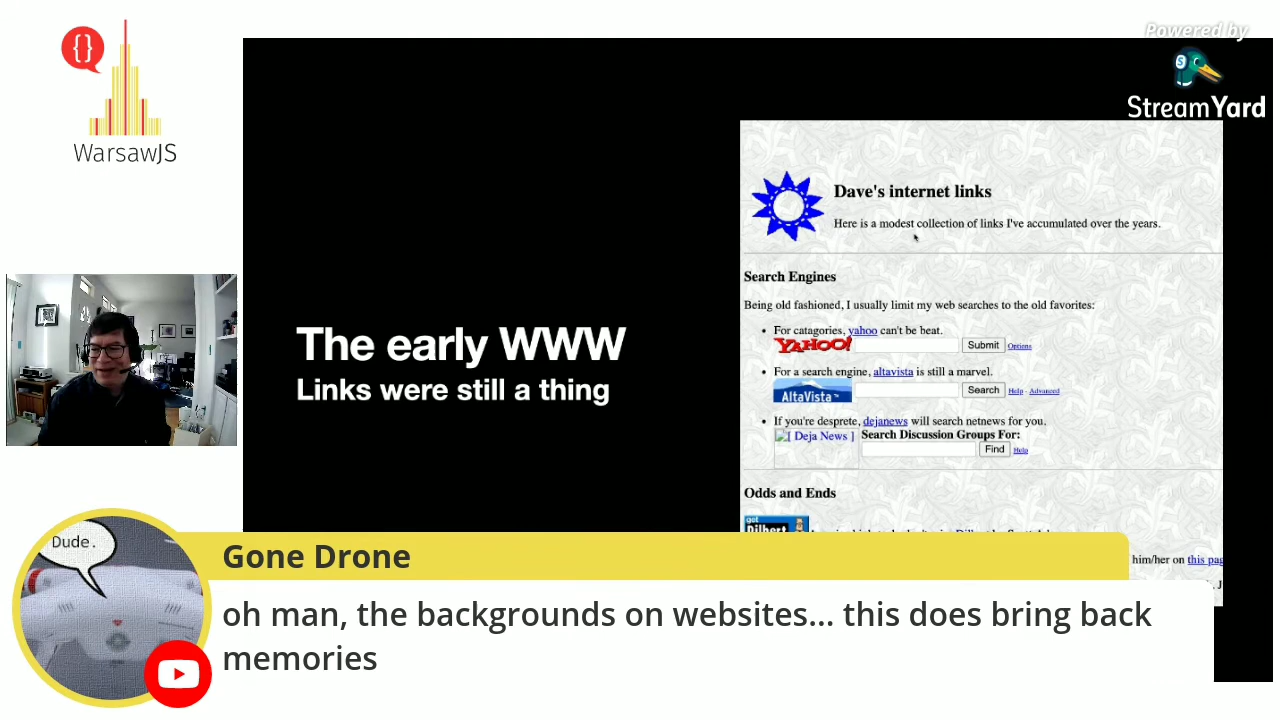 {}
WarsawJS
Powered by
StreamYard
The early WWW
Links were still a thing
Dave's internet links
Here is a modest collection of links I've accumulated over the years.
Search Engines
Being old fashioned, I usually limit my web searches to the old favorites:
• For catagories, yahoo can't be beat.
YAHOO! Submit Options
• For a search engine, altavista is still a marvel.
AltaVista™ Search Help - Advanced
• If you're desprete, dejanews will search netnews for you.
[ Deja News ] Search Discussion Groups For:
Find Help
Odds and Ends
get
Dilbert
him/her on this pag
Dude.
Gone Drone
oh man, the backgrounds on websites... this does bring back
memories